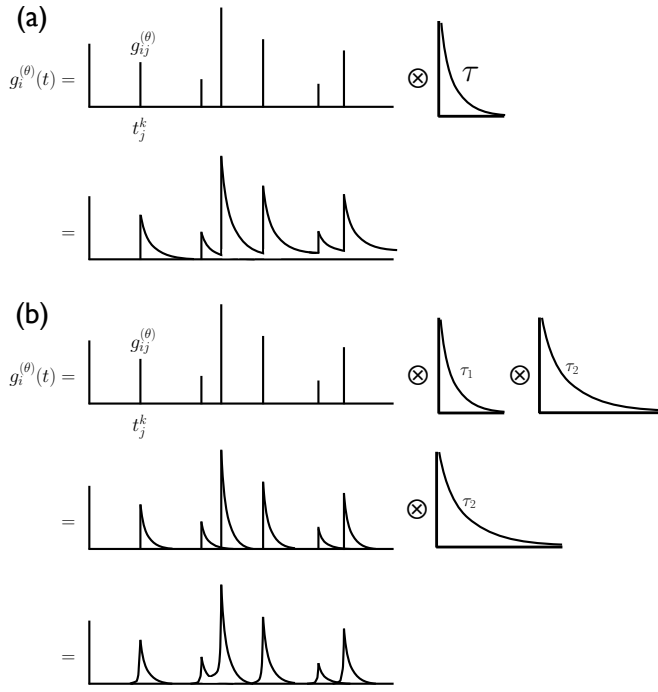 (a)
g_{ij}^{(θ)}
g_i^{(θ)}(t) = ⊗ τ
t_j^k
=
(b)
g_{ij}^{(θ)}
g_i^{(θ)}(t) = ⊗ τ_1 ⊗ τ_2
t_j^k
= ⊗ τ_2
=